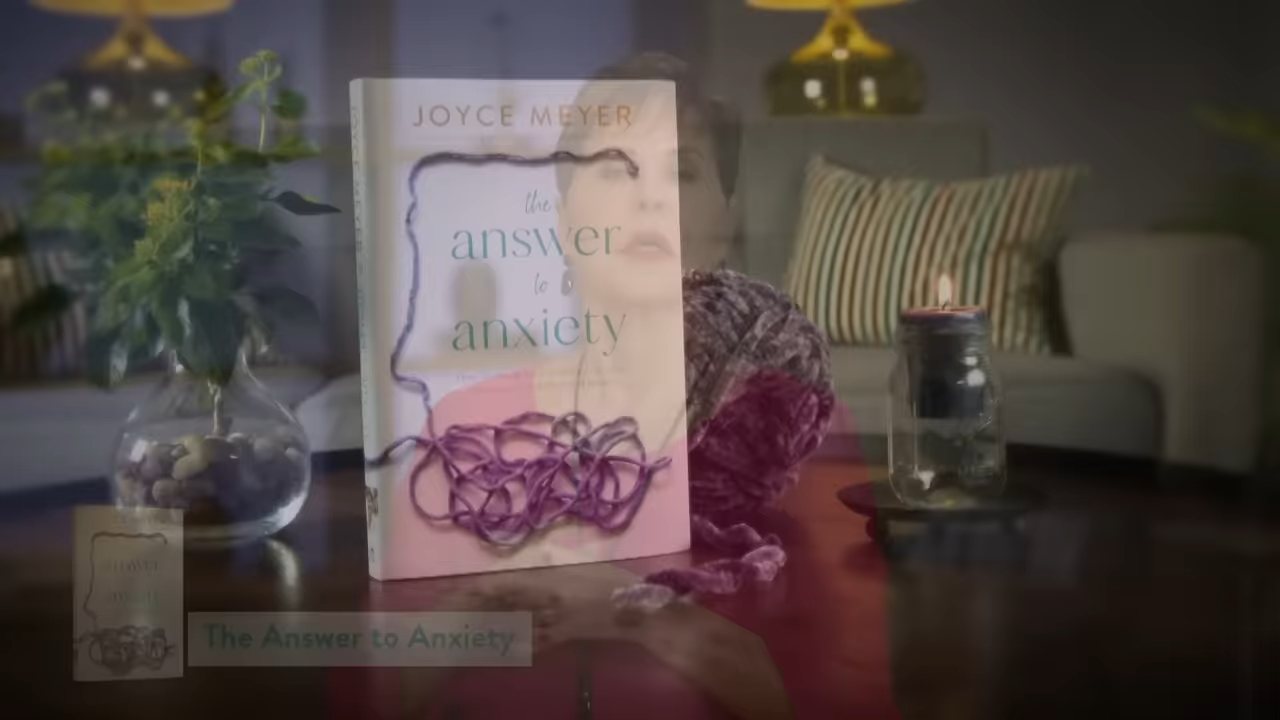 JOYCE MEYER
the
answer
to
anxiety
The Answer to Anxiety